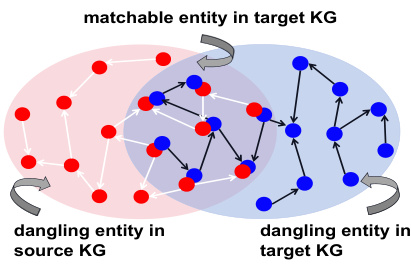 matchable entity in target KG
dangling entity in
source KG
dangling entity in
target KG